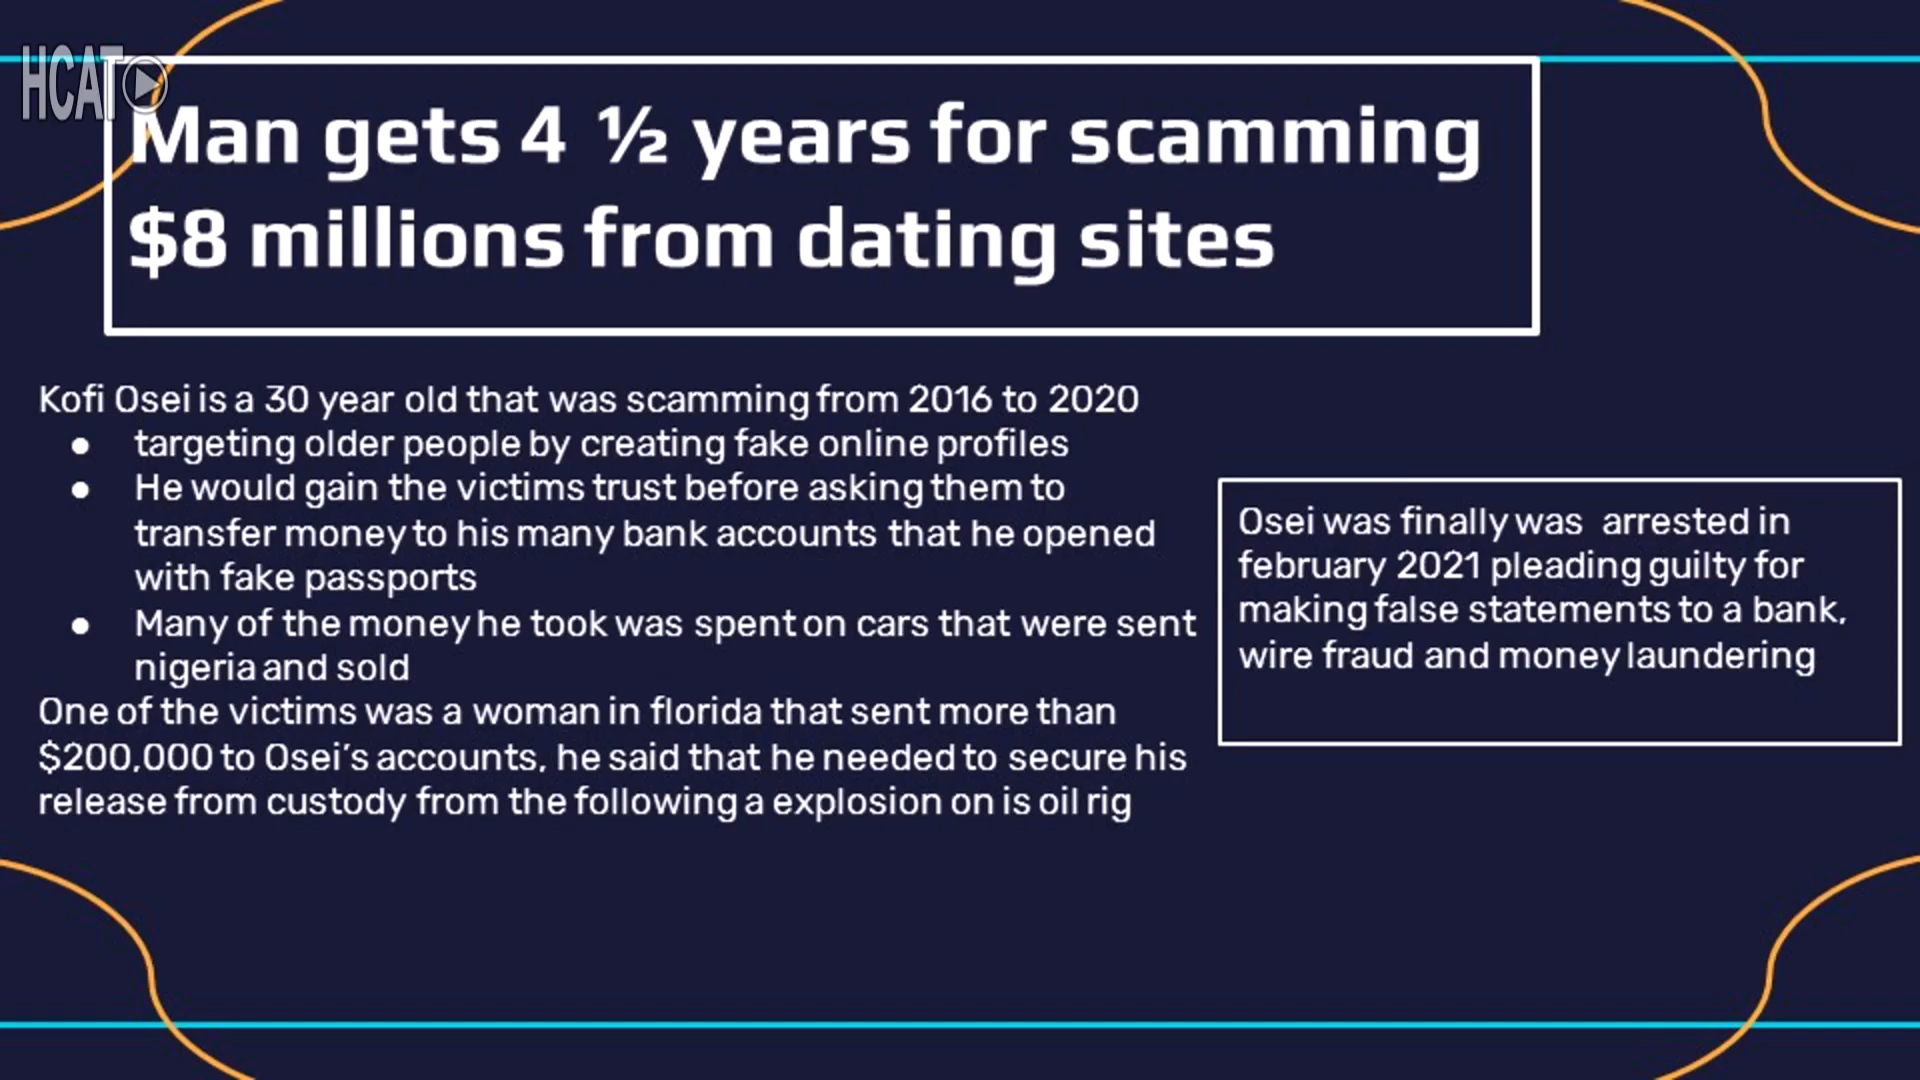 HCAT
Man gets 4 ½ years for scamming
$8 millions from dating sites
Kofi Osei is a 30 year old that was scamming from 2016 to 2020
● targeting older people by creating fake online profiles
● He would gain the victims trust before asking them to
transfer money to his many bank accounts that he opened
with fake passports
● Many of the money he took was spent on cars that were sent
nigeria and sold
One of the victims was a woman in florida that sent more than
$200,000 to Osei’s accounts, he said that he needed to secure his
release from custody from the following a explosion on is oil rig
Osei was finally was  arrested in
february 2021 pleading guilty for
making false statements to a bank,
wire fraud and money laundering